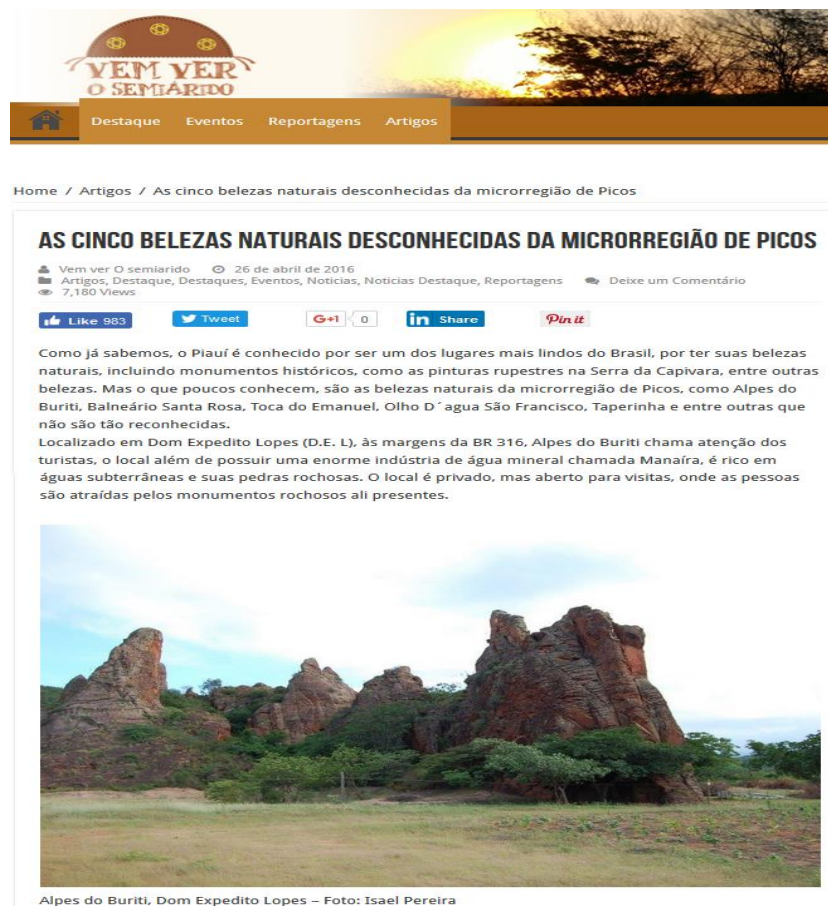 VEM VER
O SEMIÁRIDO
Destaque Eventos Reportagens Artigos
Home / Artigos / As cinco belezas naturais desconhecidas da microrregião de Picos
AS CINCO BELEZAS NATURAIS DESCONHECIDAS DA MICRORREGIÃO DE PICOS
Vem ver O semiarido 26 de abril de 2016
Artigos, Destaque, Destaques, Eventos, Noticias, Noticias Destaque, Reportagens Deixe um Comentário
7,180 Views
Like 983 Tweet G+1 0 in Share Pin it
Como já sabemos, o Piauí é conhecido por ser um dos lugares mais lindos do Brasil, por ter suas belezas
naturais, incluindo monumentos históricos, como as pinturas rupestres na Serra da Capivara, entre outras
belezas. Mas o que poucos conhecem, são as belezas naturais da microrregião de Picos, como Alpes do
Buriti, Balneário Santa Rosa, Toca do Emanuel, Olho D´agua São Francisco, Taperinha e entre outras que
não são tão reconhecidas.
Localizado em Dom Expedito Lopes (D.E. L), às margens da BR 316, Alpes do Buriti chama atenção dos
turistas, o local além de possuir uma enorme indústria de água mineral chamada Manaíra, é rico em
águas subterrâneas e suas pedras rochosas. O local é privado, mas aberto para visitas, onde as pessoas
são atraídas pelos monumentos rochosos ali presentes.
Alpes do Buriti, Dom Expedito Lopes – Foto: Isael Pereira